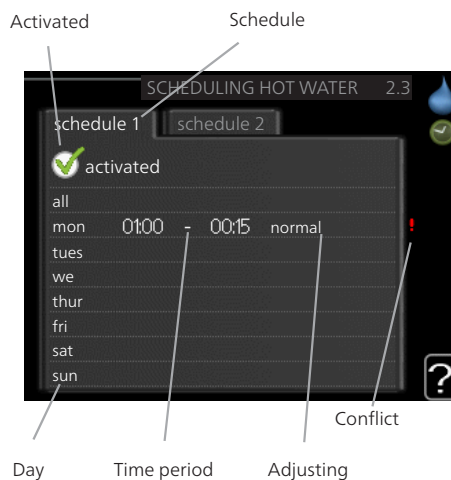 Activated Schedule
SCHEDULING HOT WATER 2.3
schedule 1 schedule 2
activated
all
mon 01:00 - 00:15 normal !
tues
we
thur
fri
sat
sun
?
Conflict
Day Time period Adjusting